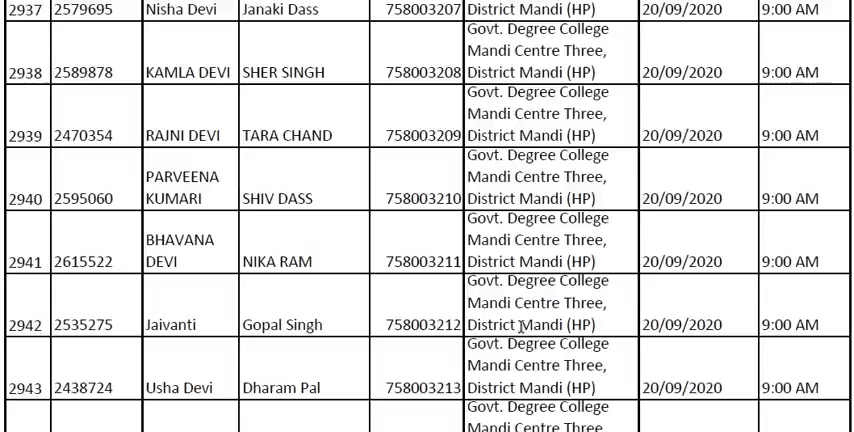 2937 2579695 Nisha Devi Janaki Dass 758003207 District Mandi (HP) 20/09/2020 9:00 AM
Govt. Degree College
Mandi Centre Three,
2938 2589878 KAMLA DEVI SHER SINGH 758003208 District Mandi (HP) 20/09/2020 9:00 AM
Govt. Degree College
Mandi Centre Three,
2939 2470354 RAJNI DEVI TARA CHAND 758003209 District Mandi (HP) 20/09/2020 9:00 AM
Govt. Degree College
PARVEENA Mandi Centre Three,
2940 2595060 KUMARI SHIV DASS 758003210 District Mandi (HP) 20/09/2020 9:00 AM
Govt. Degree College
BHAVANA Mandi Centre Three,
2941 2615522 DEVI NIKA RAM 758003211 District Mandi (HP) 20/09/2020 9:00 AM
Govt. Degree College
Mandi Centre Three,
2942 2535275 Jaivanti Gopal Singh 758003212 District Mandi (HP) 20/09/2020 9:00 AM
Govt. Degree College
Mandi Centre Three,
2943 2438724 Usha Devi Dharam Pal 758003213 District Mandi (HP) 20/09/2020 9:00 AM
Govt. Degree College
Mandi Centre Three,